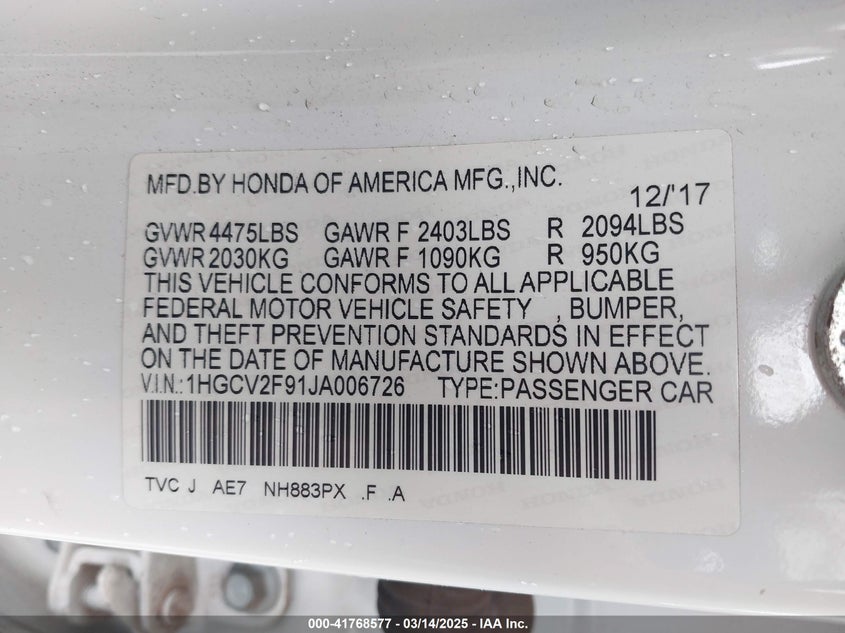 MFD.BY HONDA OF AMERICA MFG.,INC.
12/'17
GVWR 4475LBS GAWR F 2403LBS R 2094LBS
GVWR 2030KG GAWR F 1090KG R 950KG
THIS VEHICLE CONFORMS TO ALL APPLICABLE
FEDERAL MOTOR VEHICLE SAFETY , BUMPER,
AND THEFT PREVENTION STANDARDS IN EFFECT
ON THE DATE OF MANUFACTURE SHOWN ABOVE.
V.I.N.:1HGCV2F91JA006726 TYPE:PASSENGER CAR
TVC J AE7 NH883PX .F .A
000-41768577 - 03/14/2025 - IAA Inc.